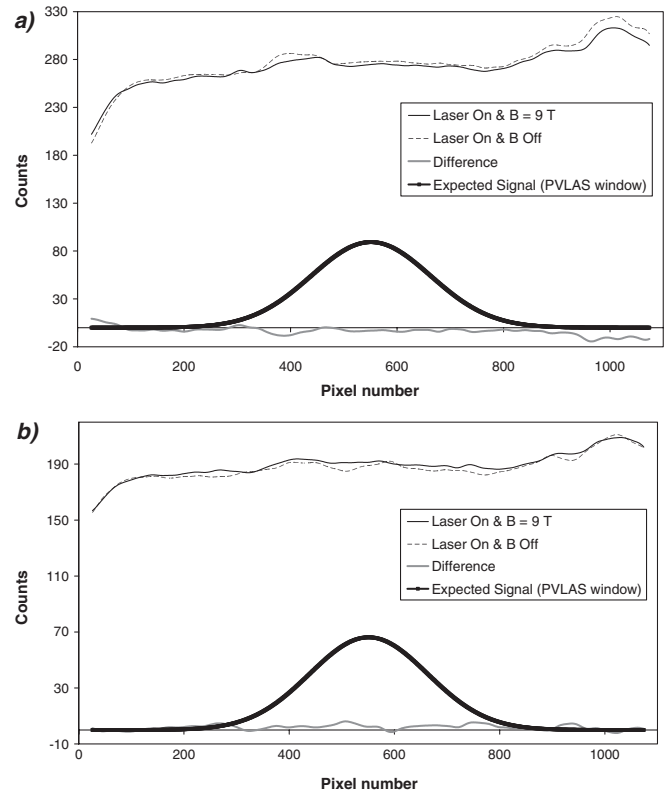 a)
330
280
230
180
130
80
30
-20
Counts
Laser On & B = 9 T
Laser On & B Off
Difference
Expected Signal (PVLAS window)
0 200 400 600 800 1000
Pixel number
b)
190
150
110
70
30
-10
Counts
Laser On & B = 9 T
Laser On & B Off
Difference
Expected Signal (PVLAS window)
0 200 400 600 800 1000
Pixel number